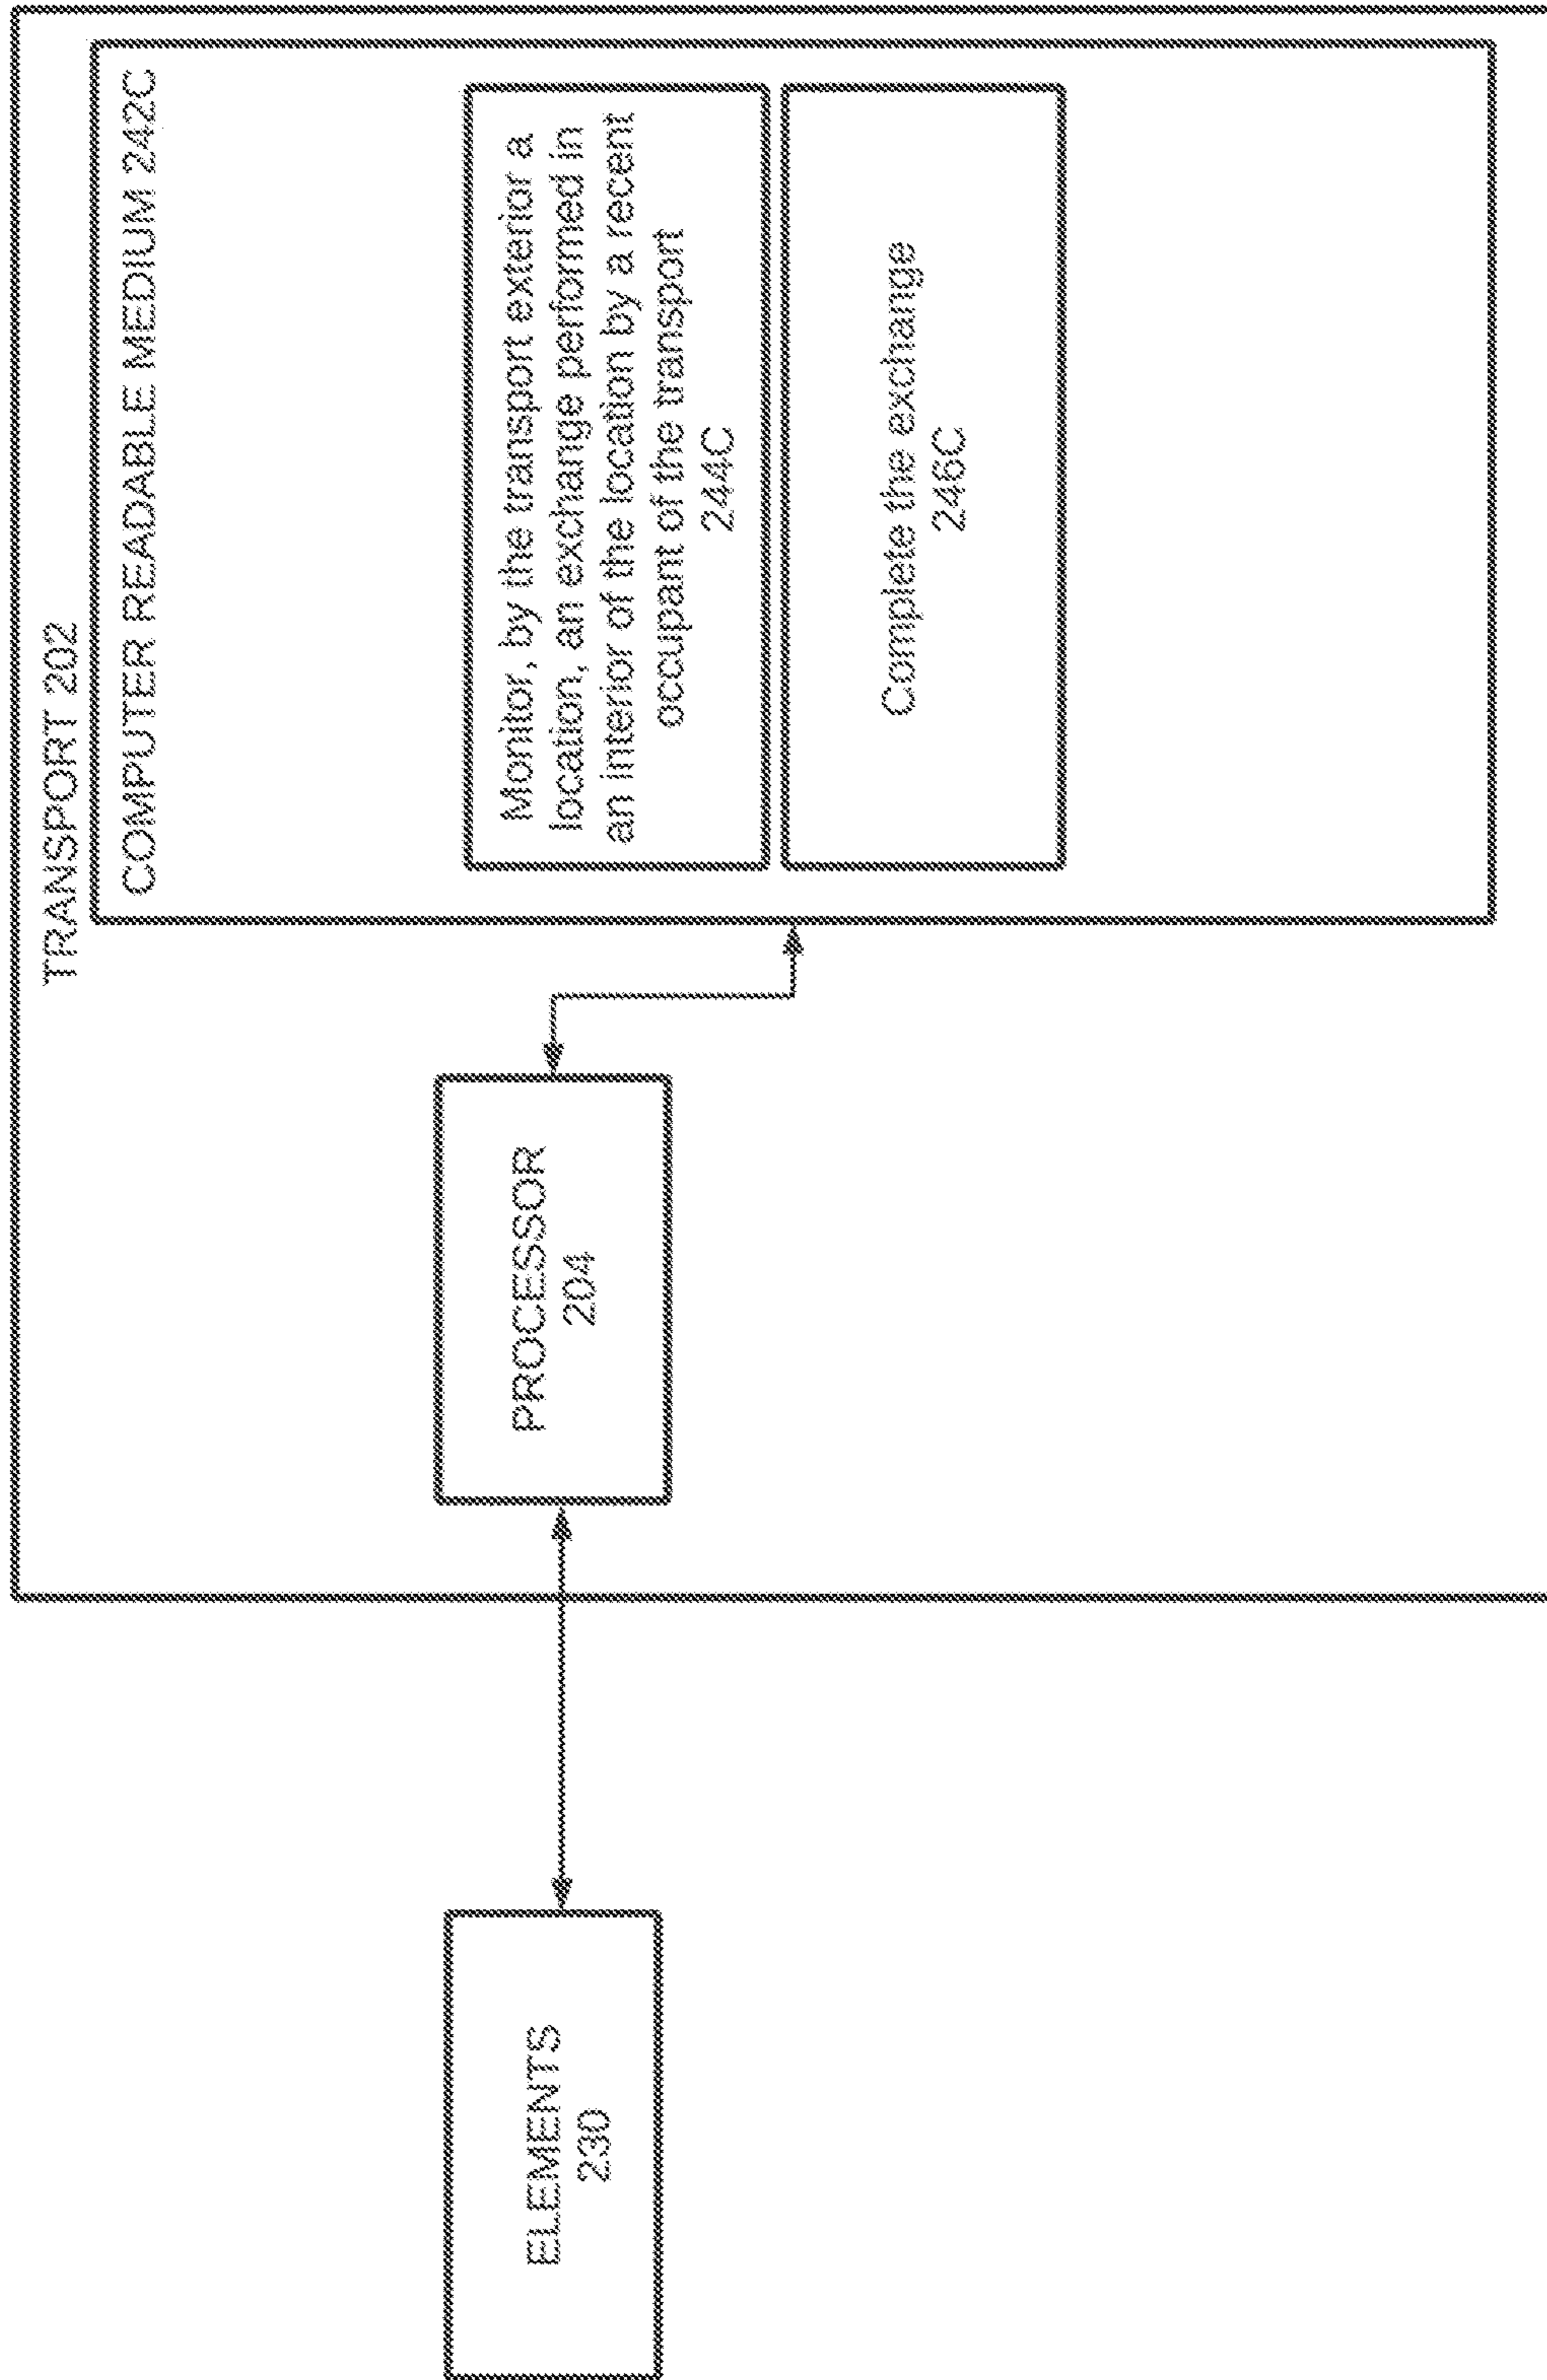 TRANSPORT 202
COMPUTER READABLE MEDIUM 242C
Monitor, by the transport exterior a
location, an exchange performed in
an interior of the location by a recent
occupant of the transport
244C
Complete the exchange
246C
PROCESSOR
204
ELEMENTS
230